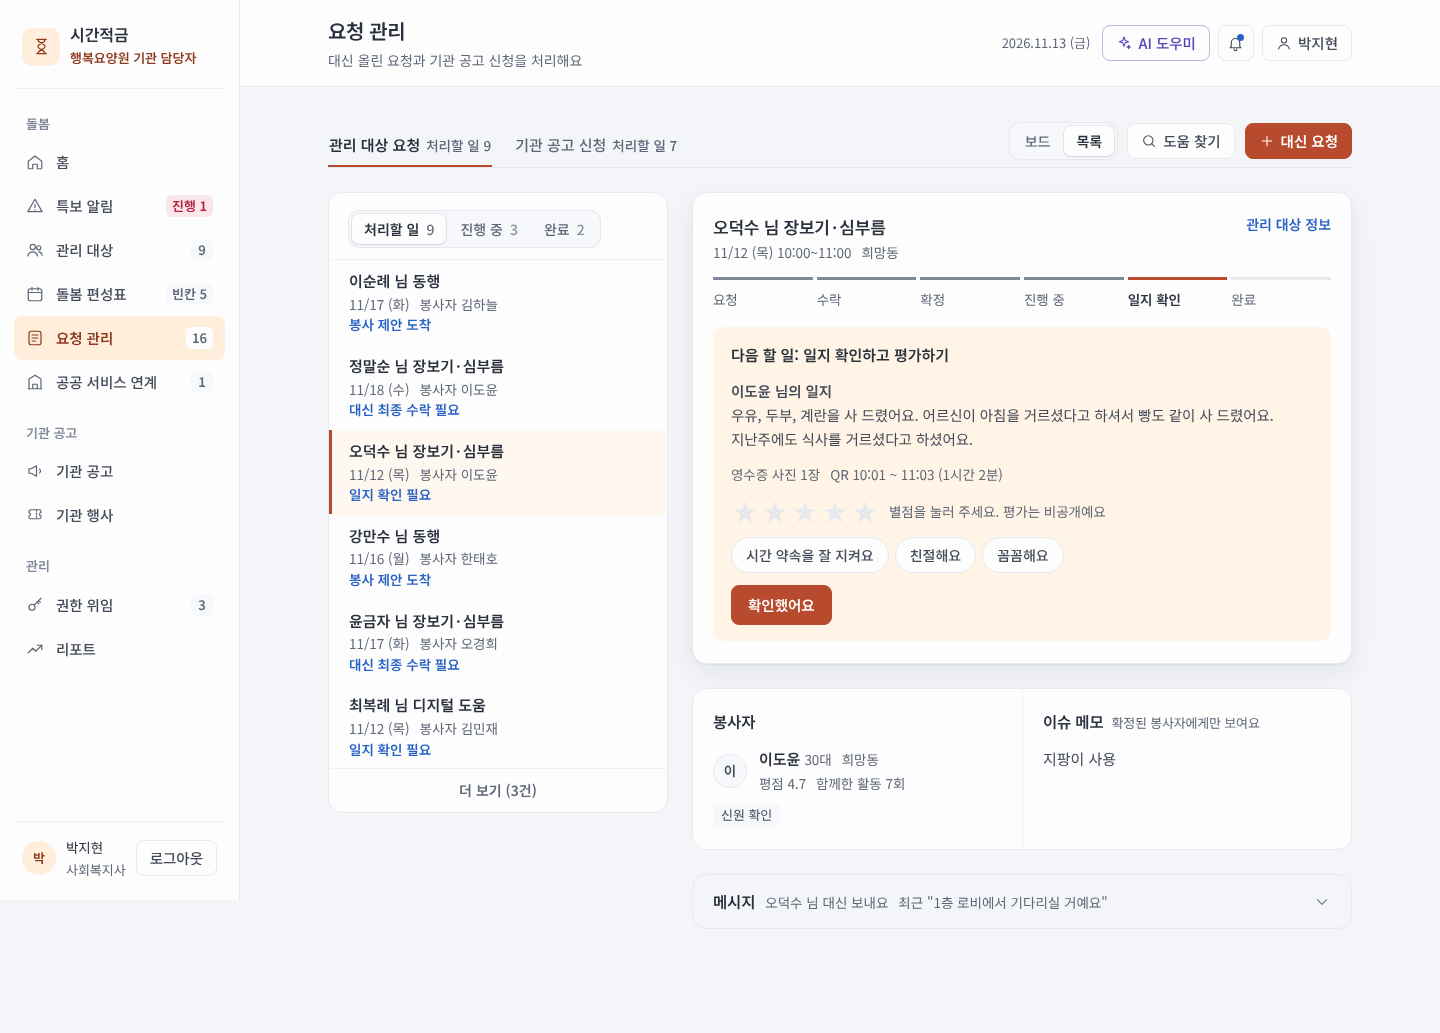 시간적금
행복요양원 기관 담당자
돌봄
홈
특보 알림 진행 1
관리 대상 9
돌봄 편성표 빈칸 5
요청 관리 16
공공 서비스 연계 1
기관 공고
기관 공고
기관 행사
관리
권한 위임 3
리포트
박 박지현
사회복지사
로그아웃
요청 관리
대신 올린 요청과 기관 공고 신청을 처리해요
2026.11.13 (금) AI 도우미 박지현
관리 대상 요청 처리할 일 9 기관 공고 신청 처리할 일 7
보드 목록 도움 찾기 대신 요청
처리할 일 9 진행 중 3 완료 2
이순례 님 동행
11/17 (화) 봉사자 김하늘
봉사 제안 도착
정말순 님 장보기·심부름
11/18 (수) 봉사자 이도윤
대신 최종 수락 필요
오덕수 님 장보기·심부름
11/12 (목) 봉사자 이도윤
일지 확인 필요
강만수 님 동행
11/16 (월) 봉사자 한태호
봉사 제안 도착
윤금자 님 장보기·심부름
11/17 (화) 봉사자 오경희
대신 최종 수락 필요
최복례 님 디지털 도움
11/12 (목) 봉사자 김민재
일지 확인 필요
더 보기 (3건)
오덕수 님 장보기·심부름 관리 대상 정보
11/12 (목) 10:00~11:00 희망동
요청 수락 확정 진행 중 일지 확인 완료
다음 할 일: 일지 확인하고 평가하기
이도윤 님의 일지
우유, 두부, 계란을 사 드렸어요. 어르신이 아침을 거르셨다고 하셔서 빵도 같이 사 드렸어요.
지난주에도 식사를 거르셨다고 하셨어요.
영수증 사진 1장 QR 10:01 ~ 11:03 (1시간 2분)
별점을 눌러 주세요. 평가는 비공개예요
시간 약속을 잘 지켜요 친절해요 꼼꼼해요
확인했어요
봉사자
이 이도윤 30대 희망동
평점 4.7 함께한 활동 7회
신원 확인
이슈 메모 확정된 봉사자에게만 보여요
지팡이 사용
메시지 오덕수 님 대신 보내요 최근 "1층 로비에서 기다리실 거예요"